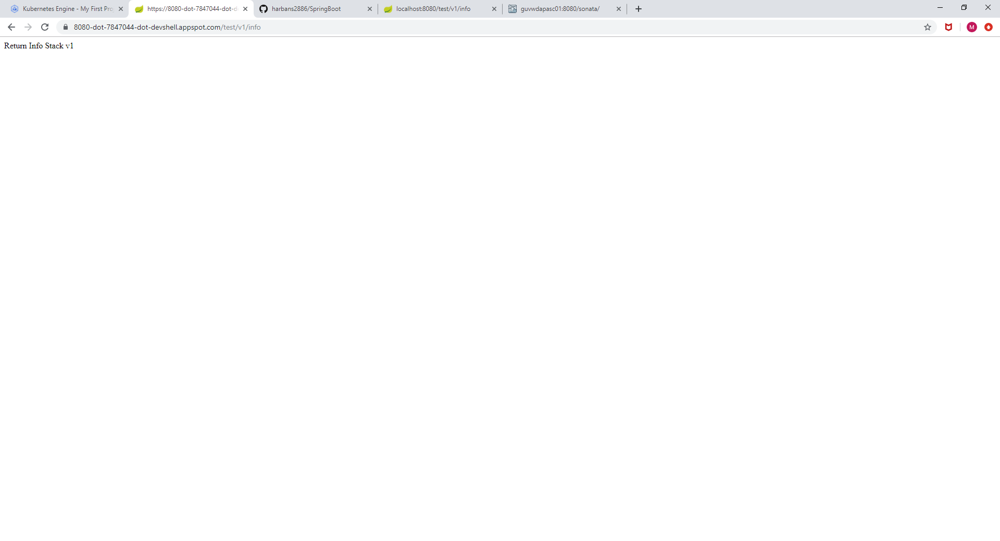 Kubernetes Engine - My First Pro
https://8080-dot-7847044-dot-d
harbans2886/SpringBoot
localhost:8080/test/v1/info
guvwdapasc01:8080/sonata/
8080-dot-7847044-dot-devshell.appspot.com/test/v1/info
M
Return Info Stack v1